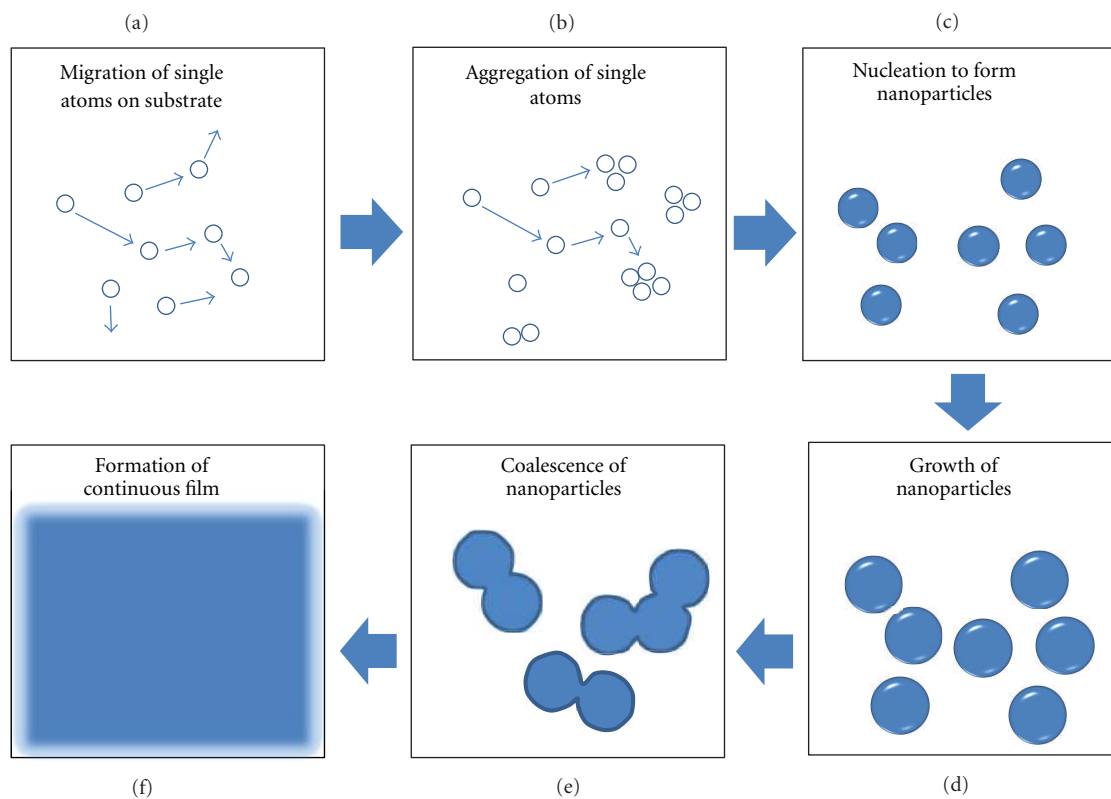 (a)
Migration of single
atoms on substrate
(b)
Aggregation of single
atoms
(c)
Nucleation to form
nanoparticles
Growth of
nanoparticles
(d)
Coalescence of
nanoparticles
(e)
Formation of
continuous film
(f)